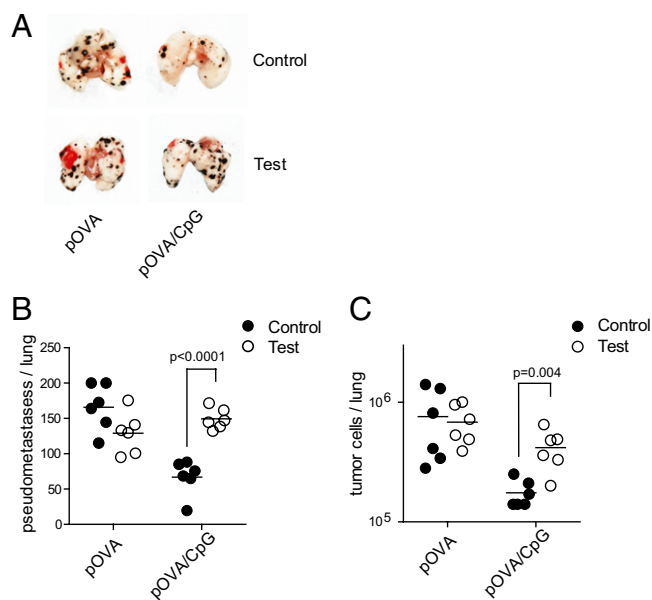 A
Control
Test
pOVA
pOVA/CpG
B
Control
Test
pseudometastasess / lung
250
200
150
100
50
0
p<0.0001
pOVA
pOVA/CpG
C
Control
Test
tumor cells / lung
10⁶
10⁵
p=0.004
pOVA
pOVA/CpG